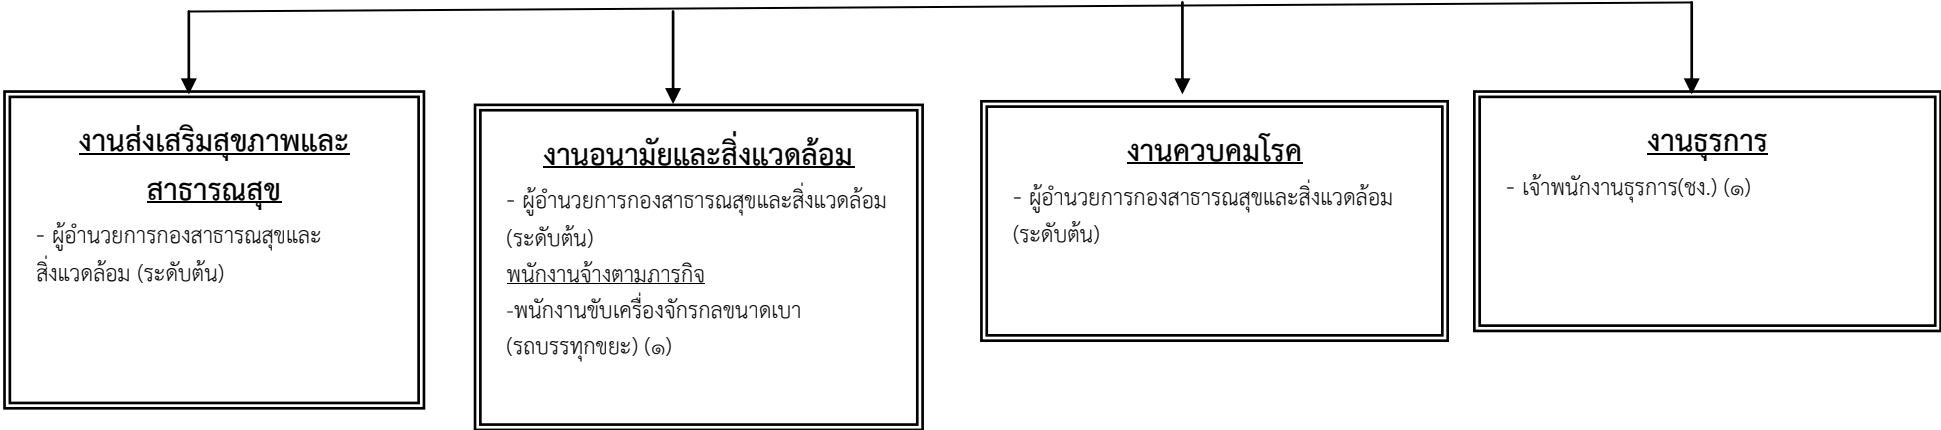 งานส่งเสริมสุขภาพและ
สาธารณสุข
- ผู้อำนวยการกองสาธารณสุขและ
สิ่งแวดล้อม (ระดับต้น)
งานอนามัยและสิ่งแวดล้อม
- ผู้อำนวยการกองสาธารณสุขและสิ่งแวดล้อม
(ระดับต้น)
พนักงานจ้างตามภารกิจ
-พนักงานขับเครื่องจักรกลขนาดเบา
(รถบรรทุกขยะ) (๑)
งานควบคมโรค
- ผู้อำนวยการกองสาธารณสุขและสิ่งแวดล้อม
(ระดับต้น)
งานธุรการ
- เจ้าพนักงานธุรการ(ชง.) (๑)